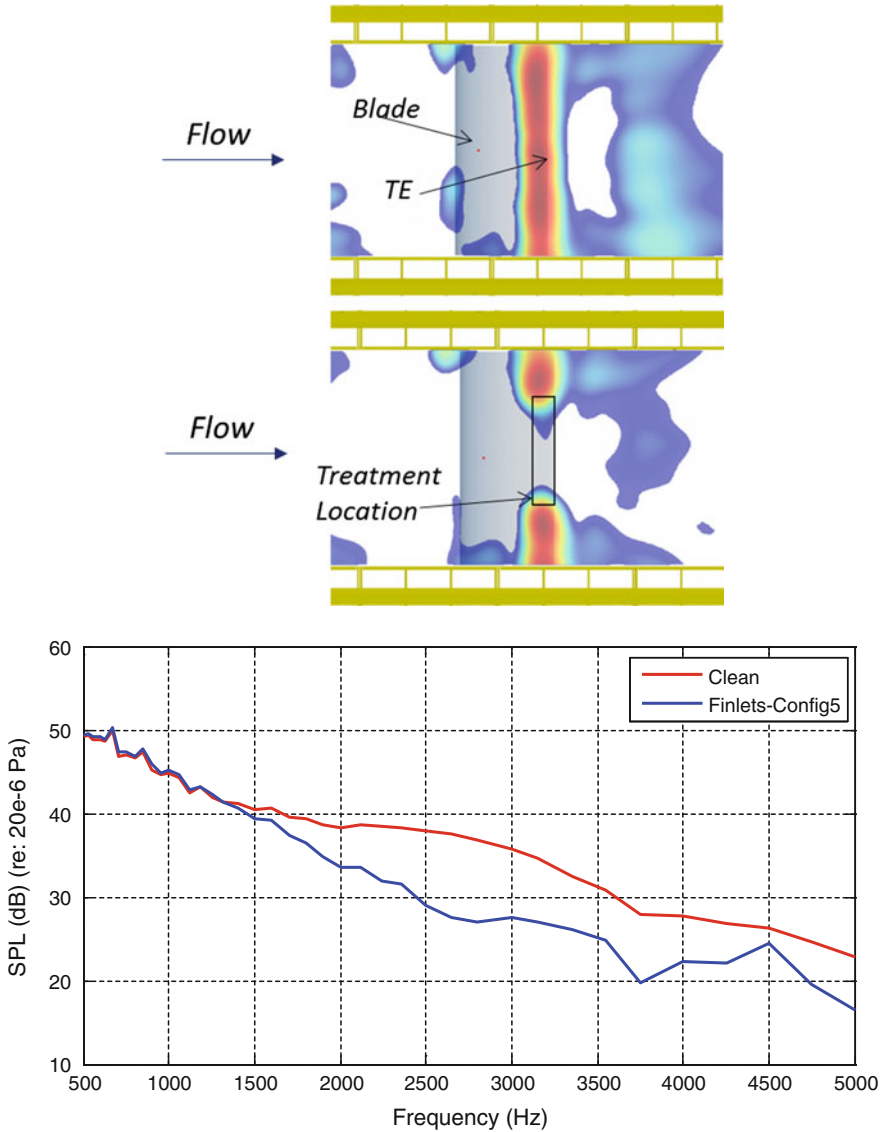 Flow
Blade
TE
Flow
Treatment
Location
60
50
40
30
20
10
SPL (dB) (re: 20e-6 Pa)
Clean
Finlets-Config5
500 1000 1500 2000 2500 3000 3500 4000 4500 5000
Frequency (Hz)